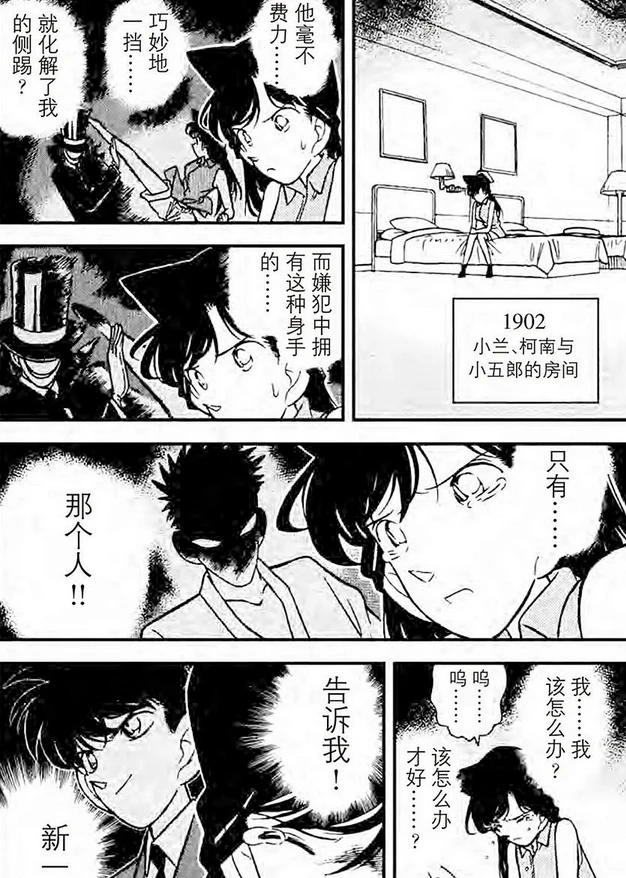 1902
小兰、柯南与
小五郎的房间
他毫不
费力……
巧妙地
一挡……
就化解了我
的侧踢？
而嫌犯中拥
有这种身手
的……
只有……
那个人!!
我……我
该怎么办？
呜……
呜……
该怎么办
才好……？
告诉我！
新一